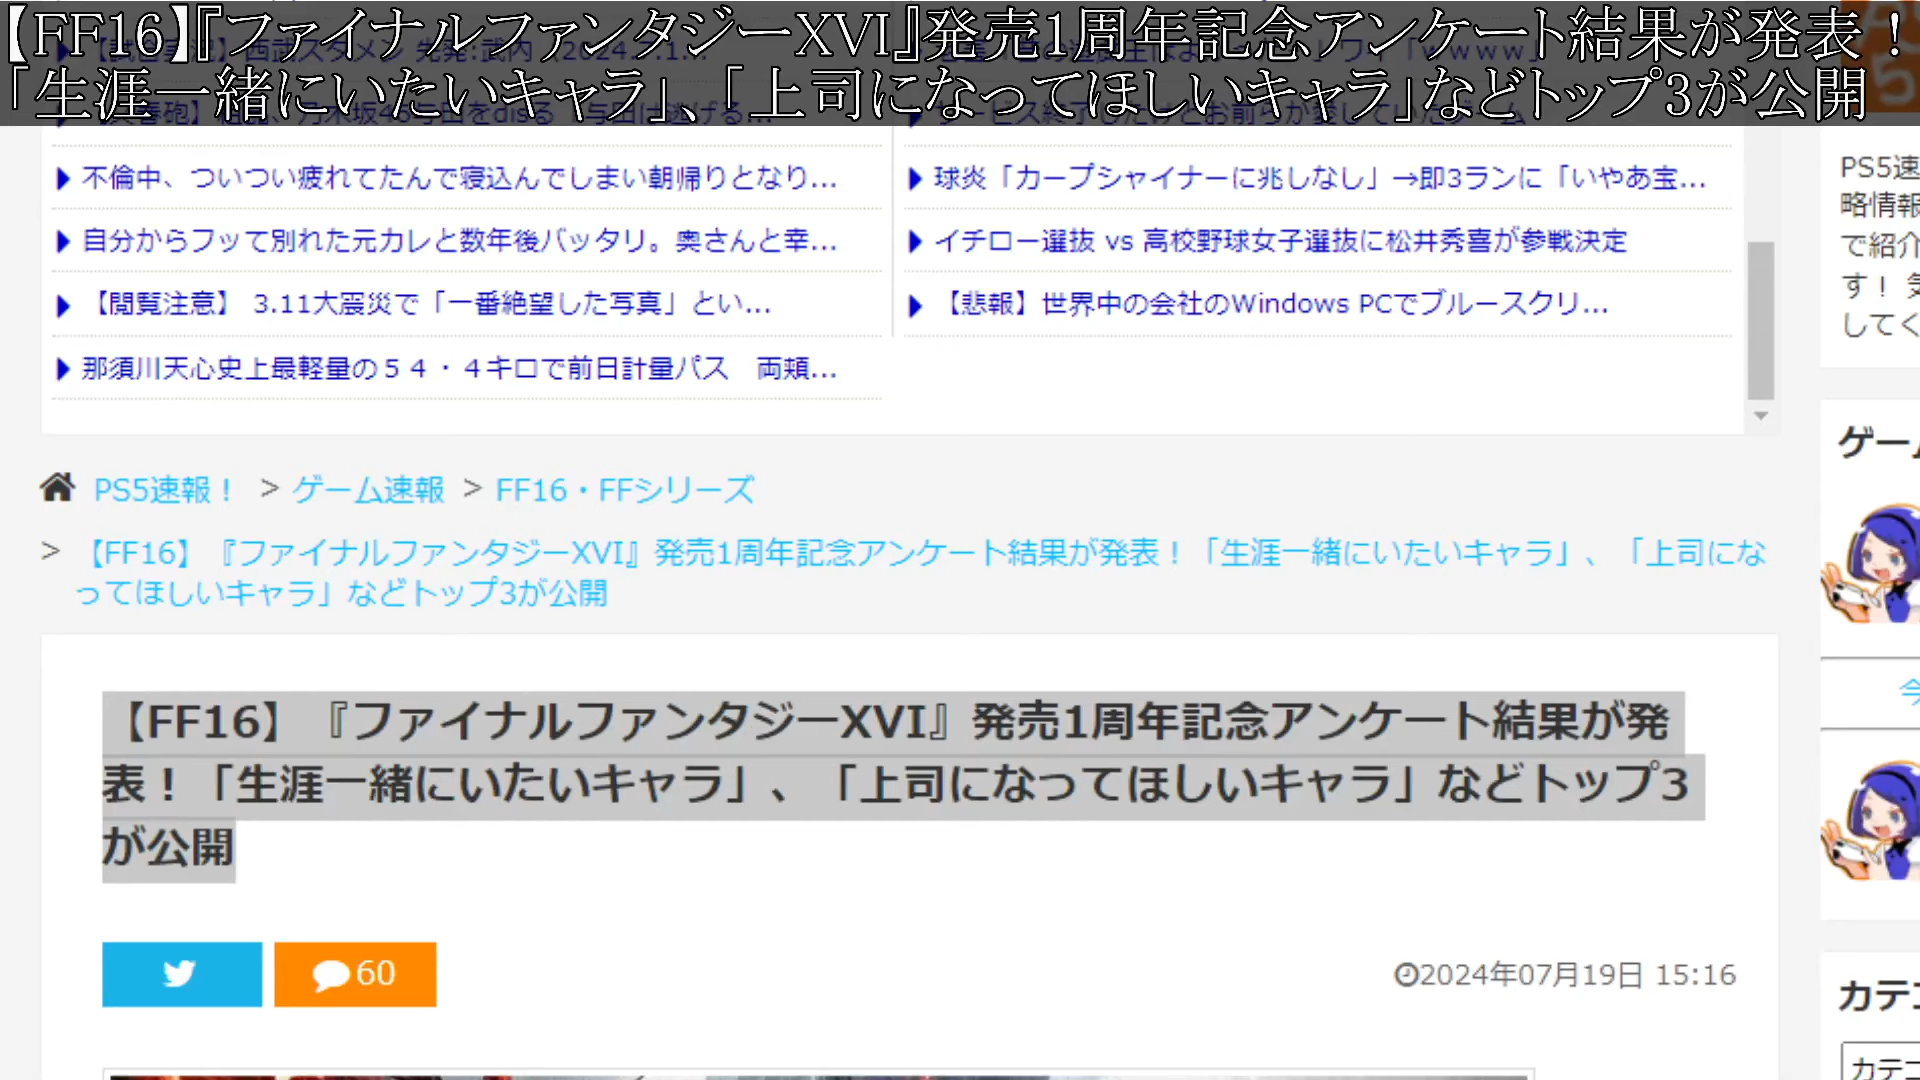 【FF16】『ファイナルファンタジーXVI』発売1周年記念アンケート結果が発表！
「生涯一緒にいたいキャラ」、「上司になってほしいキャラ」などトップ3が公開
不倫中、ついつい疲れてたんで寝込んでしまい朝帰りとなり...
球炎「カープシャイナーに兆しなし」→即3ランに「いやあ宝...
自分からフッて別れた元カレと数年後バッタリ。奥さんと幸...
イチロー選抜 vs 高校野球女子選抜に松井秀喜が参戦決定
【閲覧注意】 3.11大震災で「一番絶望した写真」とい...
【悲報】世界中の会社のWindows PCでブルースクリ...
那須川天心史上最軽量の５４・４キロで前日計量パス　両頬...
PS5速
略情報
で紹介
す！ 気
してく
PS5速報！ > ゲーム速報 > FF16・FFシリーズ
> 【FF16】『ファイナルファンタジーXVI』発売1周年記念アンケート結果が発表！「生涯一緒にいたいキャラ」、「上司にな
ってほしいキャラ」などトップ3が公開
ゲー
【FF16】『ファイナルファンタジーXVI』発売1周年記念アンケート結果が発
表！「生涯一緒にいたいキャラ」、「上司になってほしいキャラ」などトップ3
が公開
60
2024年07月19日 15:16
カテ
カテ